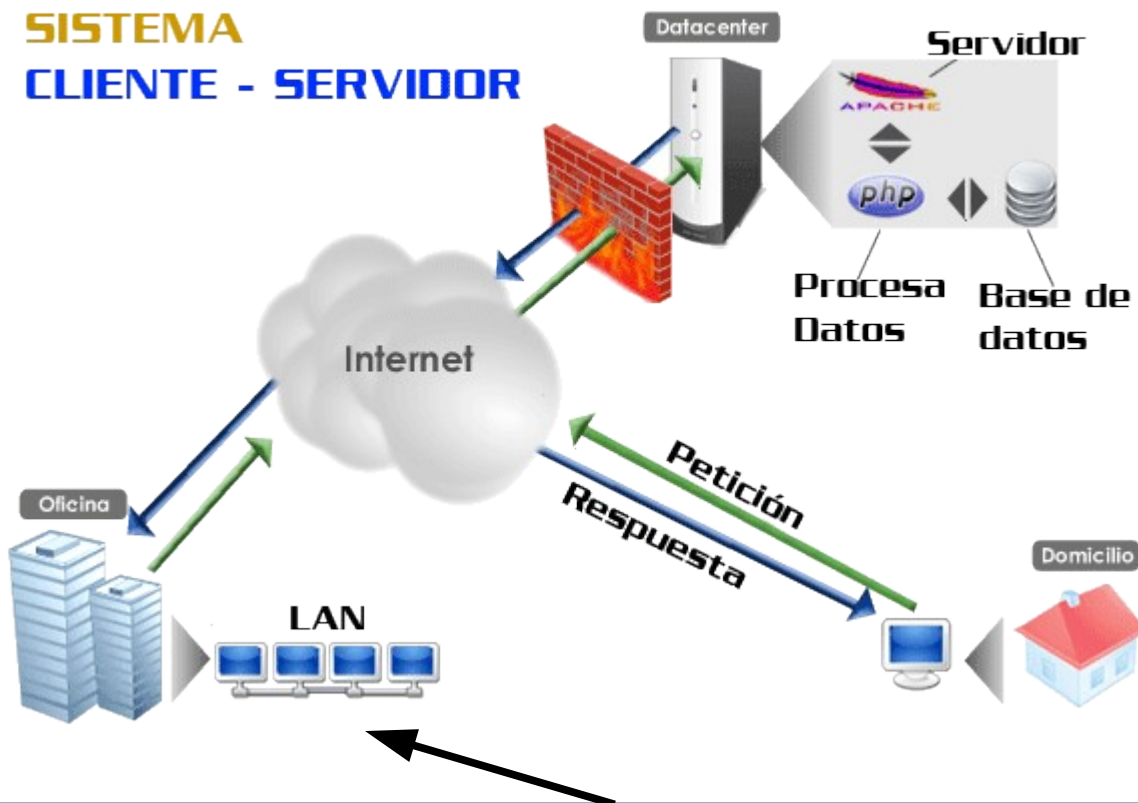 SISTEMA
CLIENTE - SERVIDOR
Datacenter
Servidor
APACHE
php
Procesa
Datos
Base de
datos
Internet
Petición
Respuesta
Oficina
LAN
Domicilio